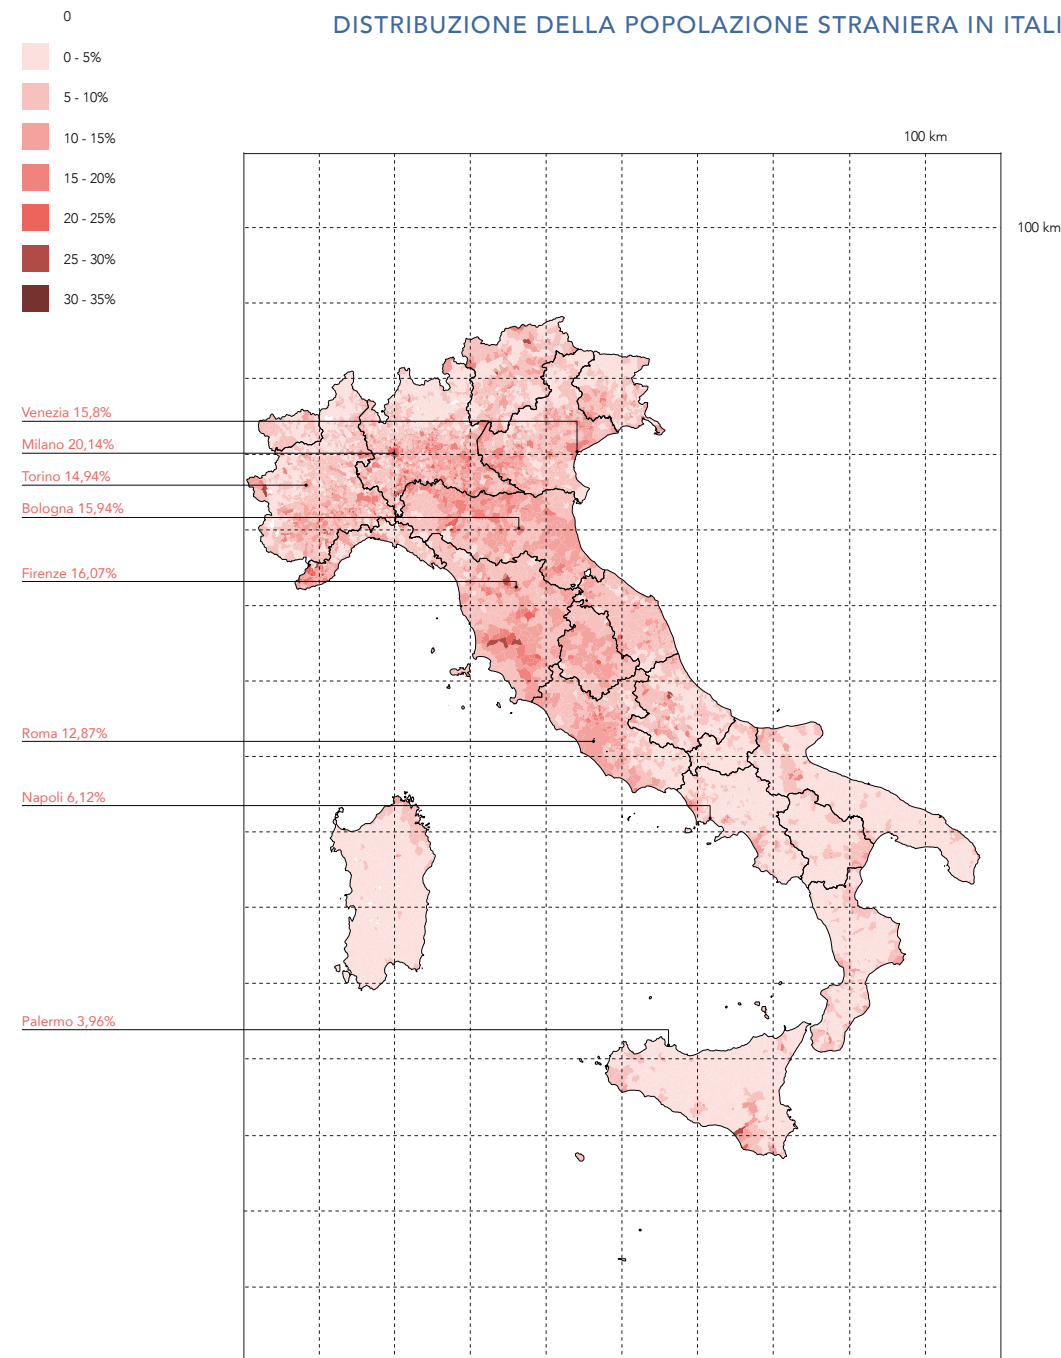 DISTRIBUZIONE DELLA POPOLAZIONE STRANIERA IN ITALI
0
0 - 5%
5 - 10%
10 - 15%
15 - 20%
20 - 25%
25 - 30%
30 - 35%
100 km
100 km
Venezia 15,8%
Milano 20,14%
Torino 14,94%
Bologna 15,94%
Firenze 16,07%
Roma 12,87%
Napoli 6,12%
Palermo 3,96%